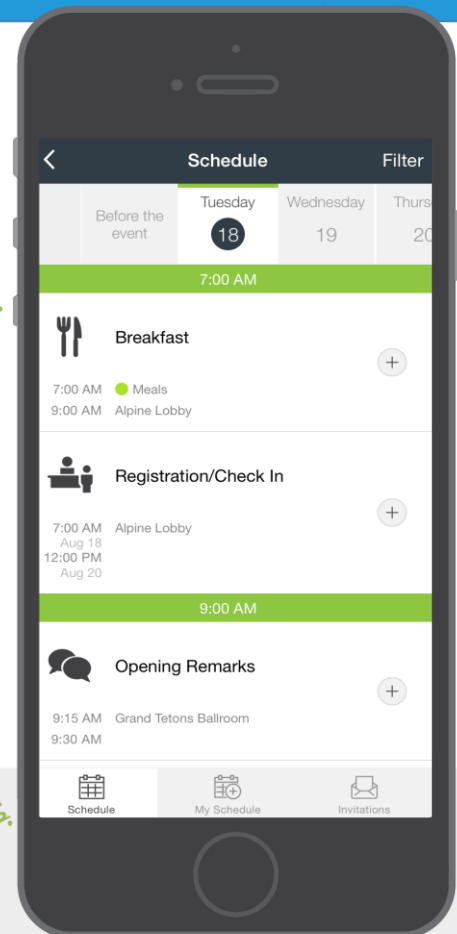 Schedule Filter
Before the event
Tuesday
18
Wednesday
19
Thurs
20
7:00 AM
Breakfast
7:00 AM Meals
9:00 AM Alpine Lobby
Registration/Check In
7:00 AM Alpine Lobby
Aug 18
12:00 PM
Aug 20
9:00 AM
Opening Remarks
9:15 AM Grand Tetons Ballroom
9:30 AM
Schedule My Schedule Invitations